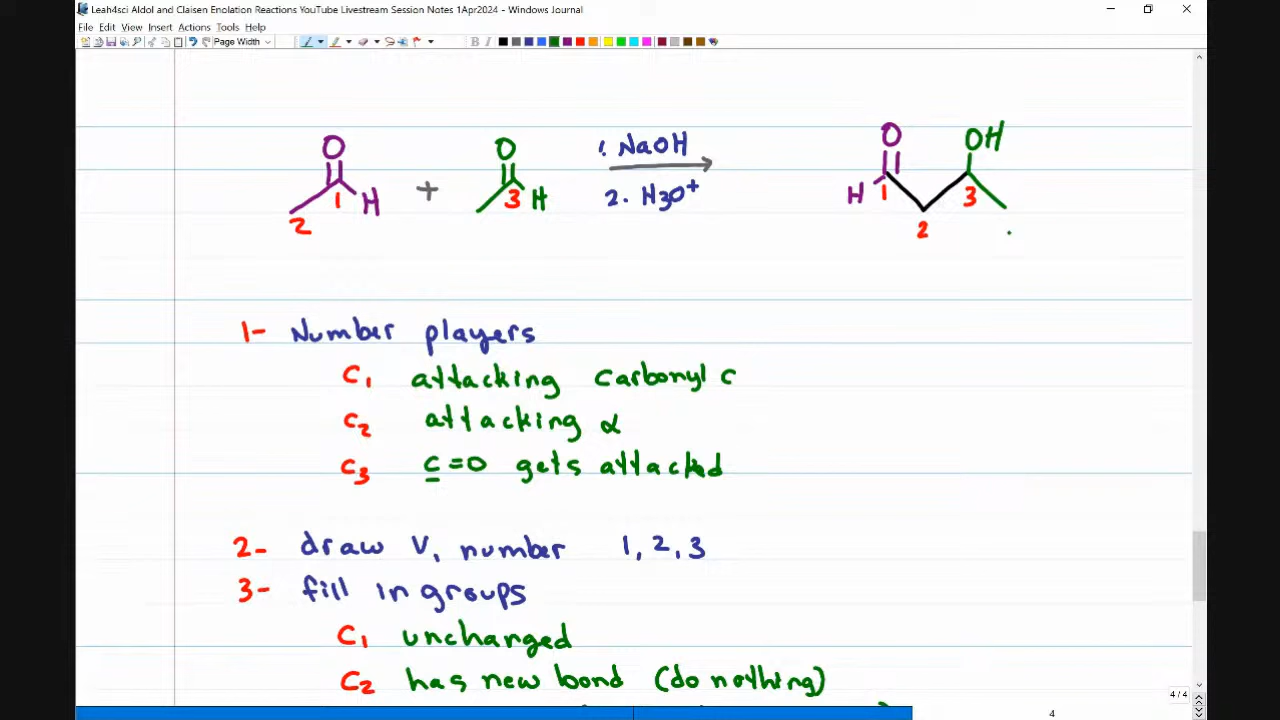 Leah4sci Aldol and Claisen Enolation Reactions YouTube Livestream Session Notes 1Apr2024 - Windows Journal
File Edit View Insert Actions Tools Help
Page Width B I
O O 1. NaOH O OH
2 1 H + 3 H 2. H3O+ H 1 2 3
1- Number players
C1 attacking carbonyl c
C2 attacking α
C3 c=O gets attacked
2- draw V, number 1, 2, 3
3- fill in groups
C1 uncharged
C2 has new bond (do nothing)
4 / 4
4